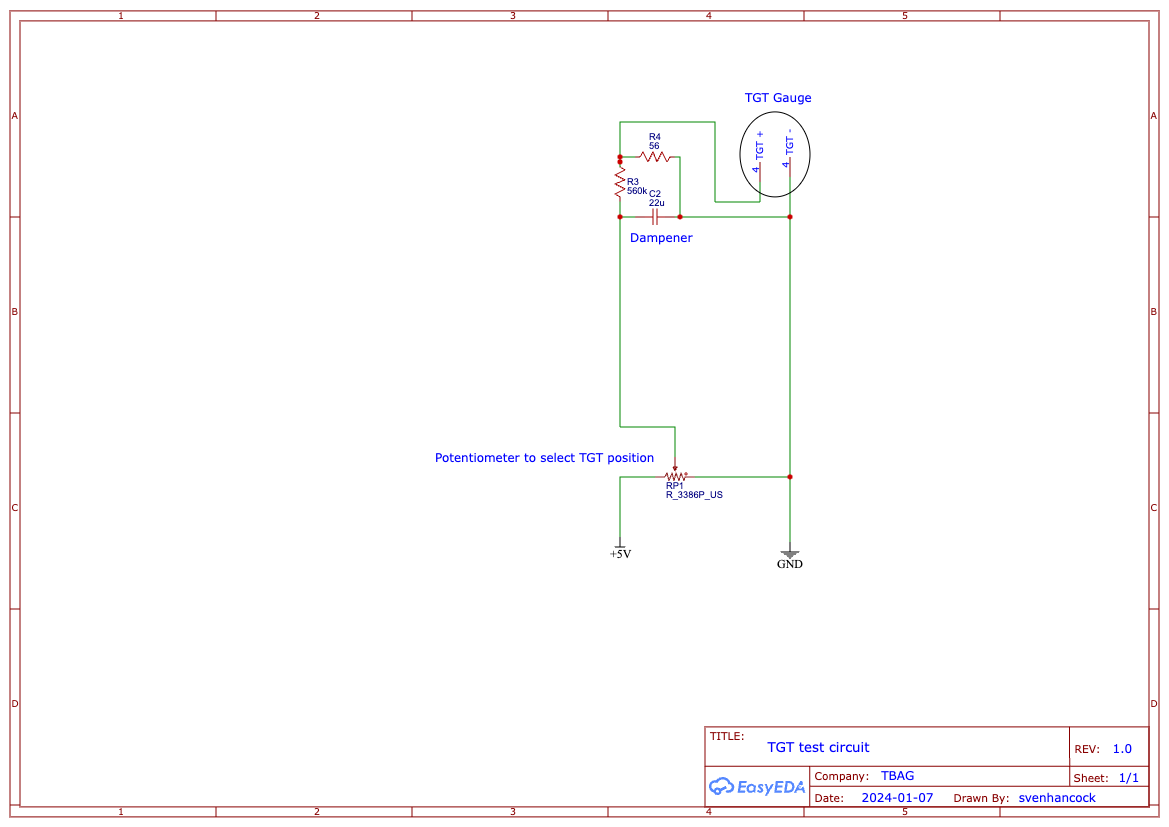 1 2 3 4 5
TGT Gauge
A A
R4
56
TGT +
TGT -
4
4
R3
560k
C2
22u
Dampener
B B
Potentiometer to select TGT position
RP1
R_3386P_US
C C
+5V
GND
D D
TITLE:
TGT test circuit
REV: 1.0
EasyEDA
Company: TBAG
Sheet: 1/1
Date: 2024-01-07 Drawn By: svenhancock
1 2 3 4 5